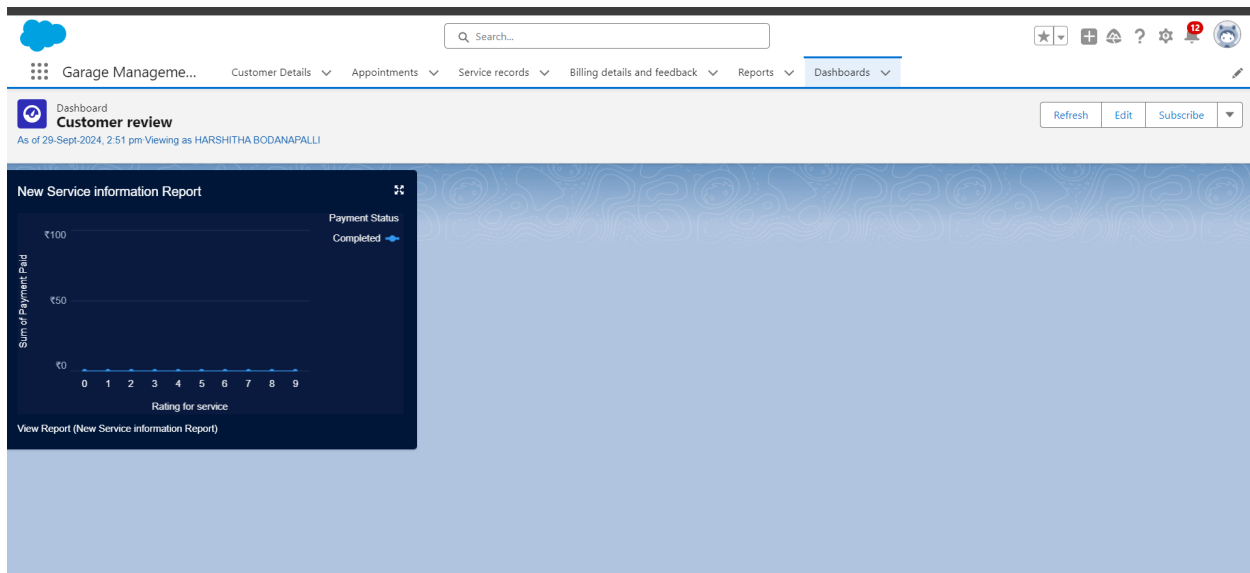 Search...
12
Garage Manageme...
Customer Details
Appointments
Service records
Billing details and feedback
Reports
Dashboards
Dashboard
Customer review
As of 29-Sept-2024, 2:51 pm·Viewing as HARSHITHA BODANAPALLI
Refresh
Edit
Subscribe
New Service information Report
Payment Status
Completed
Sum of Payment Paid
₹100
₹50
₹0
0 1 2 3 4 5 6 7 8 9
Rating for service
View Report (New Service information Report)